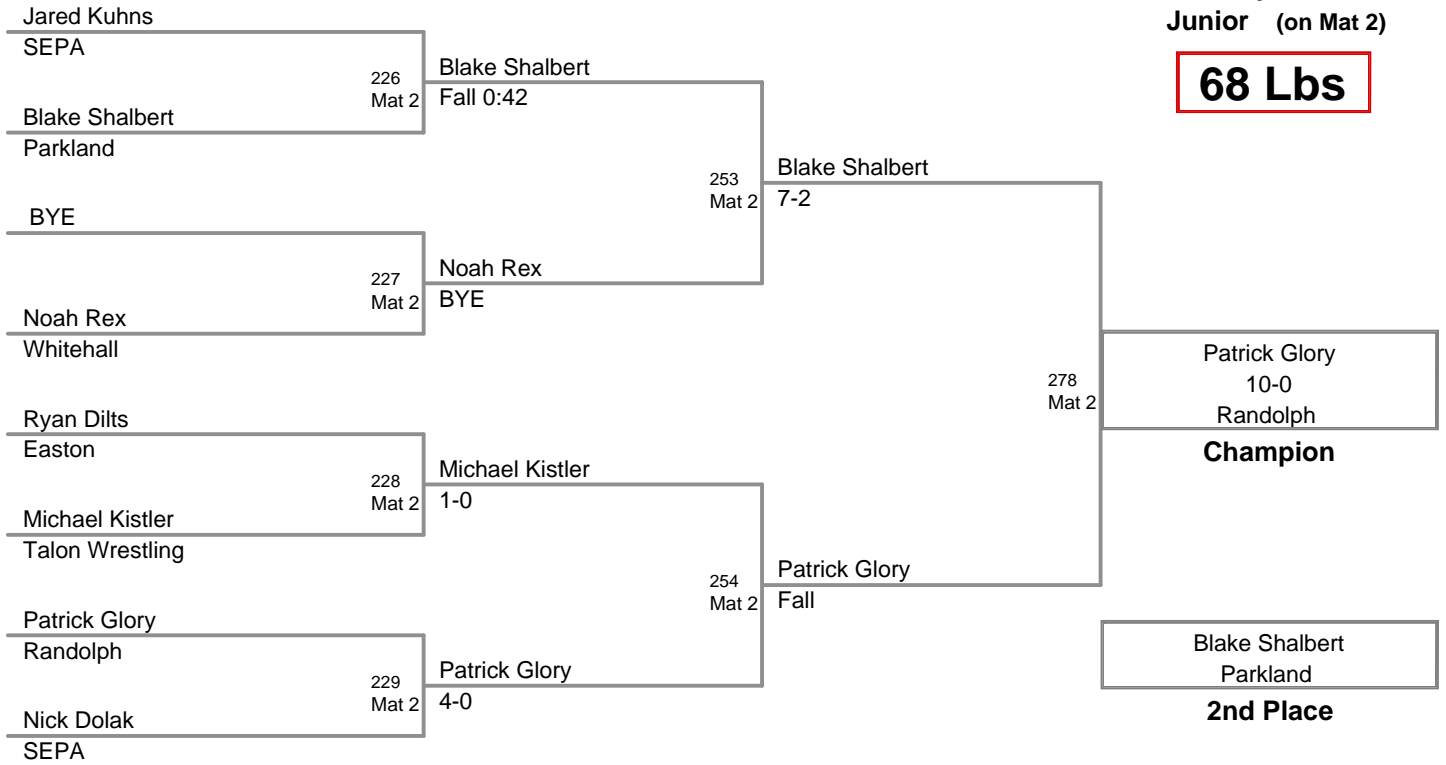 Junior (on Mat 2)
68 Lbs
Jared Kuhns
SEPA
226
Mat 2
Blake Shalbert
Fall 0:42
Blake Shalbert
Parkland
253
Mat 2
Blake Shalbert
7-2
BYE
227
Mat 2
Noah Rex
BYE
Noah Rex
Whitehall
278
Mat 2
Patrick Glory
10-0
Randolph
Champion
Ryan Dilts
Easton
228
Mat 2
Michael Kistler
1-0
Michael Kistler
Talon Wrestling
254
Mat 2
Patrick Glory
Fall
Patrick Glory
Randolph
229
Mat 2
Patrick Glory
4-0
Nick Dolak
SEPA
Blake Shalbert
Parkland
2nd Place